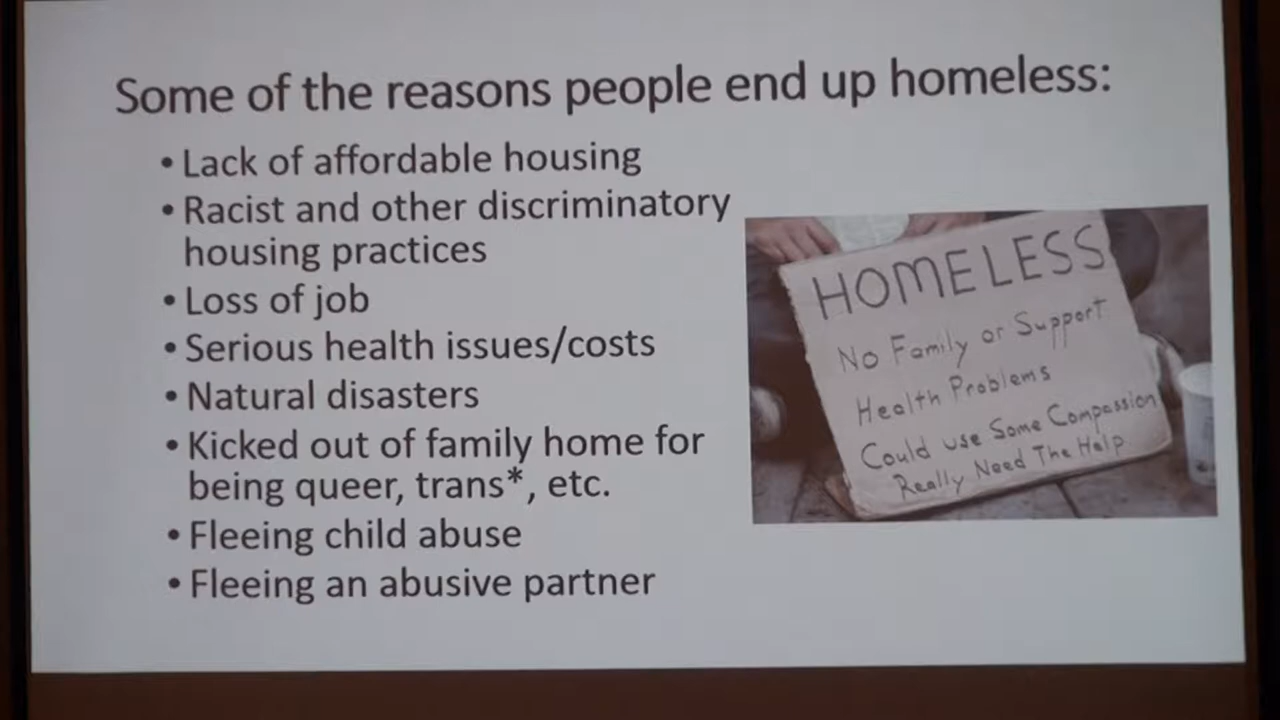 Some of the reasons people end up homeless:
• Lack of affordable housing
• Racist and other discriminatory
housing practices
• Loss of job
• Serious health issues/costs
• Natural disasters
• Kicked out of family home for
being queer, trans*, etc.
• Fleeing child abuse
• Fleeing an abusive partner
HOMELESS
No Family or Support
Health Problems
Could use Some Compassion
Really Need The Help